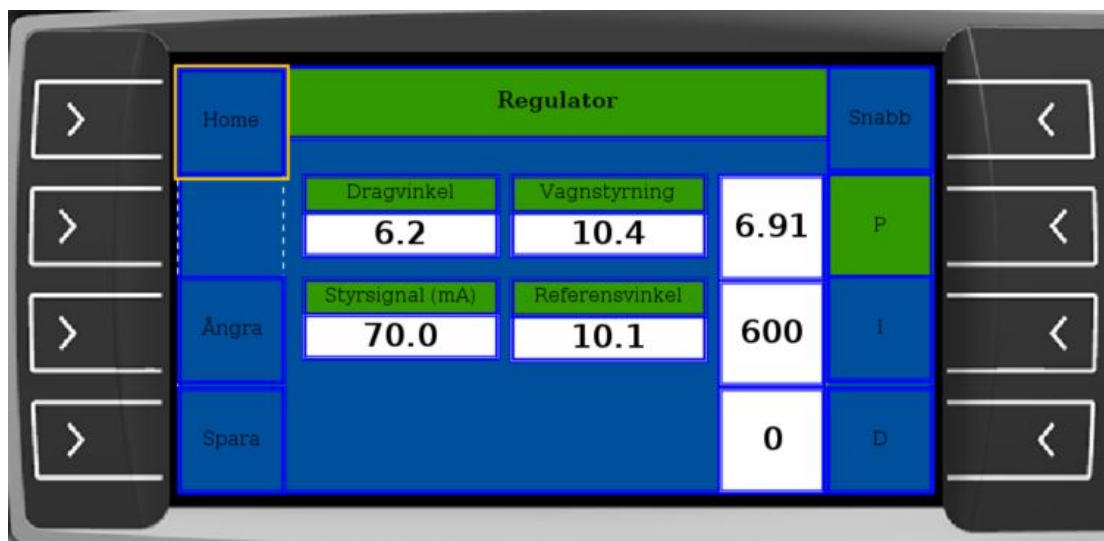 Home
Regulator
Snabb
Dragvinkel
Vagnstyrning
6.2
10.4
6.91
P
Ångra
Styrsignal (mA)
Referensvinkel
70.0
10.1
600
I
Spara
0
D